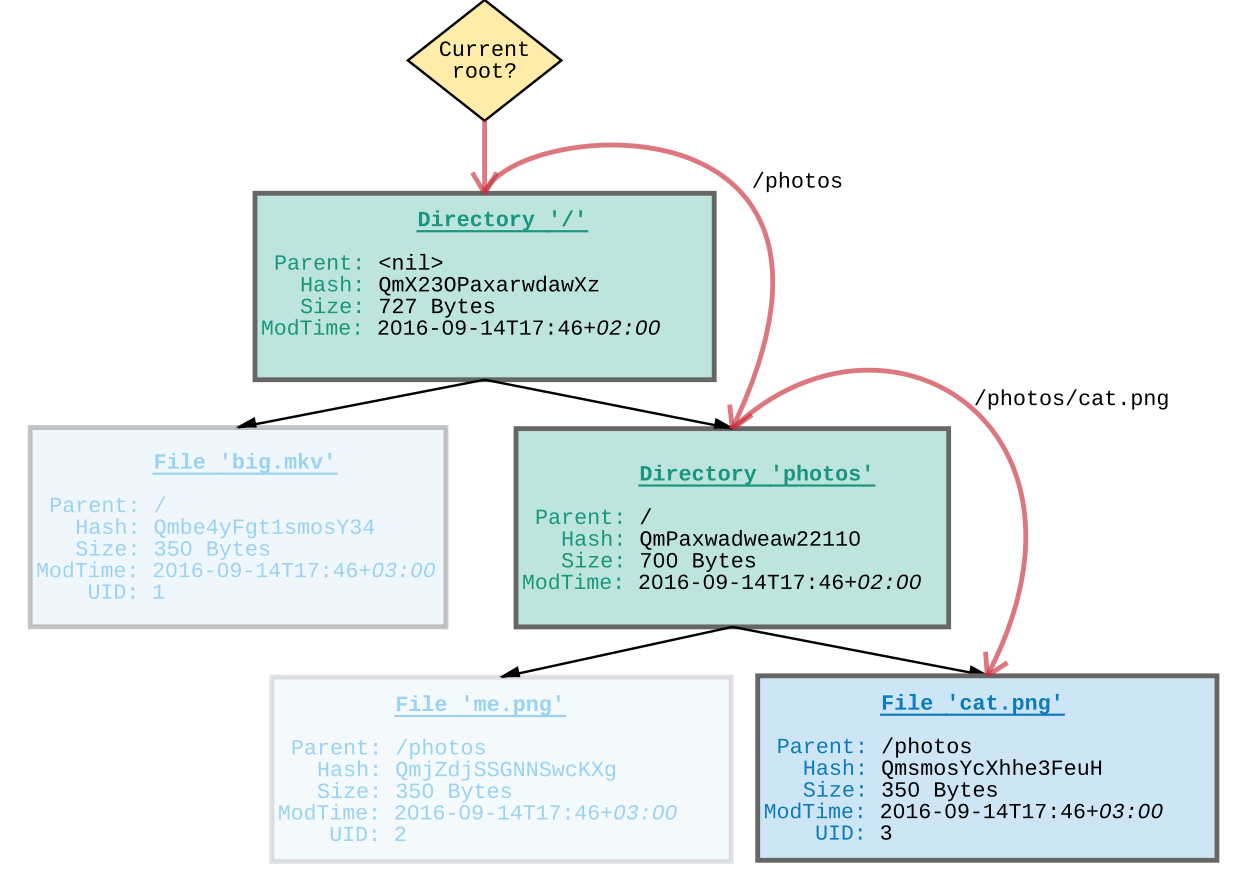 Current
root?
/photos
Directory '/'
Parent: <nil>
Hash: QmX23OPaxarwdawXz
Size: 727 Bytes
ModTime: 2016-09-14T17:46+02:00
/photos/cat.png
File 'big.mkv'
Parent: /
Hash: Qmbe4yFgt1smosY34
Size: 350 Bytes
ModTime: 2016-09-14T17:46+03:00
UID: 1
Directory 'photos'
Parent: /
Hash: QmPaxwadweaw22110
Size: 700 Bytes
ModTime: 2016-09-14T17:46+02:00
File 'me.png'
Parent: /photos
Hash: QmjZdjSSGNNSwcKXg
Size: 350 Bytes
ModTime: 2016-09-14T17:46+03:00
UID: 2
File 'cat.png'
Parent: /photos
Hash: QmsmosYcXhhe3FeuH
Size: 350 Bytes
ModTime: 2016-09-14T17:46+03:00
UID: 3